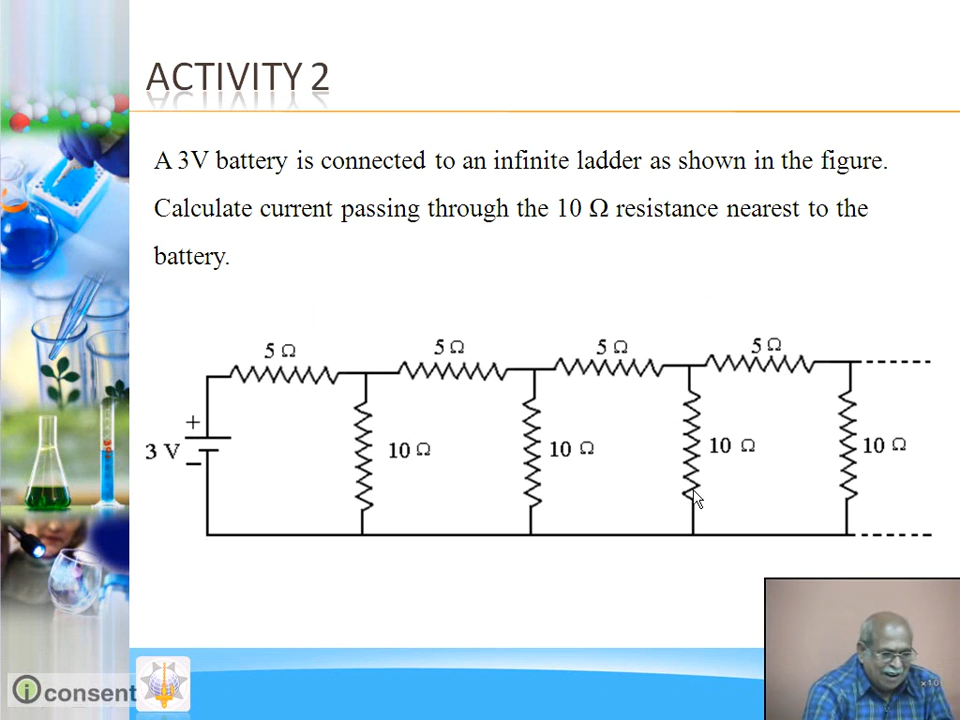 ACTIVITY 2
A 3V battery is connected to an infinite ladder as shown in the figure.
Calculate current passing through the 10 Ω resistance nearest to the
battery.
5 Ω 5 Ω 5 Ω 5 Ω
+
3 V
−
10 Ω 10 Ω 10 Ω 10 Ω
i consent